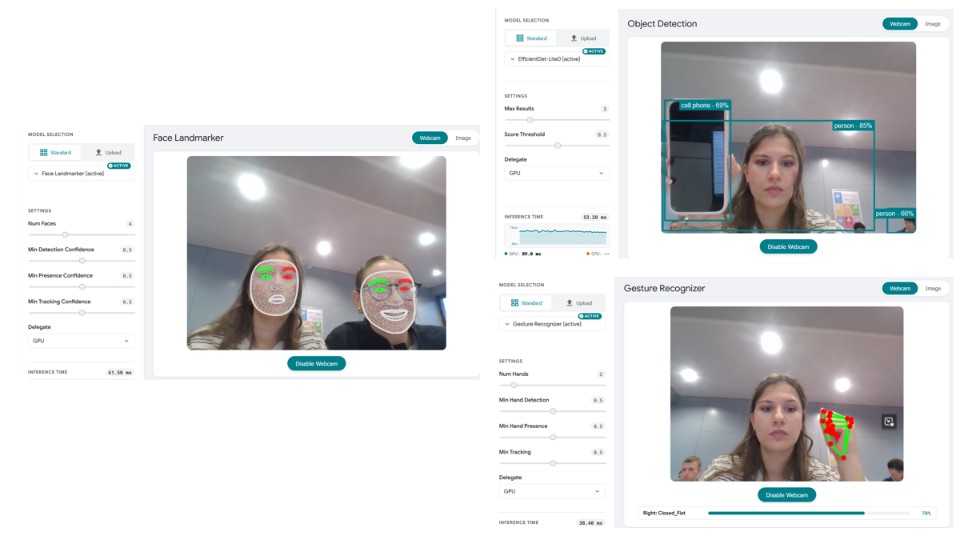 MODEL SELECTION
Standard
Upload
ACTIVE
Face Landmarker [active]
SETTINGS
Num Faces 4
Min Detection Confidence 0.5
Min Presence Confidence 0.5
Min Tracking Confidence 0.5
Delegate
GPU
INFERENCE TIME 61.50 ms
Face Landmarker
Webcam
Image
Disable Webcam
MODEL SELECTION
Standard
Upload
ACTIVE
EfficientDet-Lite0 [active]
SETTINGS
Max Results 3
Score Threshold 0.5
Delegate
GPU
INFERENCE TIME 53.20 ms
GPU: 89.0 ms
CPU: --
Object Detection
Webcam
Image
cell phone - 69%
person - 85%
person - 66%
Disable Webcam
MODEL SELECTION
Standard
Upload
ACTIVE
Gesture Recognizer [active]
SETTINGS
Num Hands 2
Min Hand Detection 0.5
Min Hand Presence 0.5
Min Tracking 0.5
Delegate
GPU
INFERENCE TIME 38.40 ms
Gesture Recognizer
Webcam
Image
Disable Webcam
Right: Closed_Fist 78%